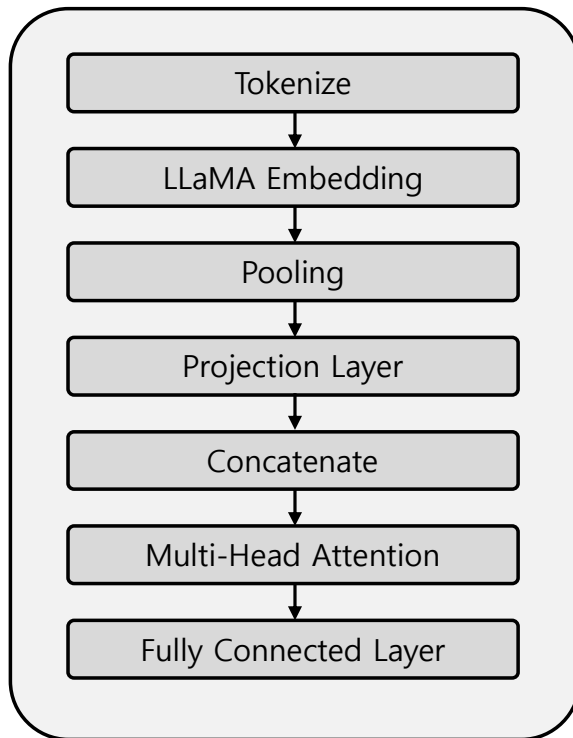 Tokenize
LLaMA Embedding
Pooling
Projection Layer
Concatenate
Multi-Head Attention
Fully Connected Layer